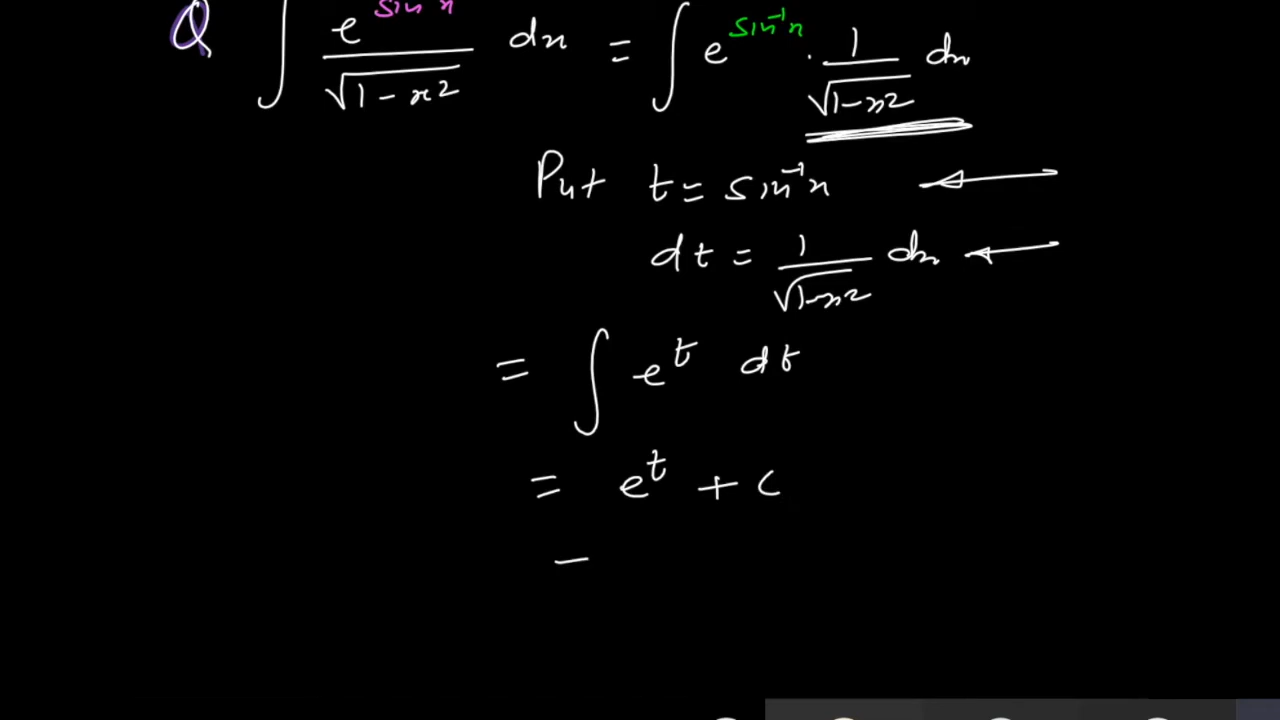 Q ∫ e^(sin⁻¹x) / √(1-x²) dx = ∫ e^(sin⁻¹x) · 1/√(1-x²) dx
Put t = sin⁻¹x
dt = 1/√(1-x²) dx
= ∫ e^t dt
= e^t + c
–